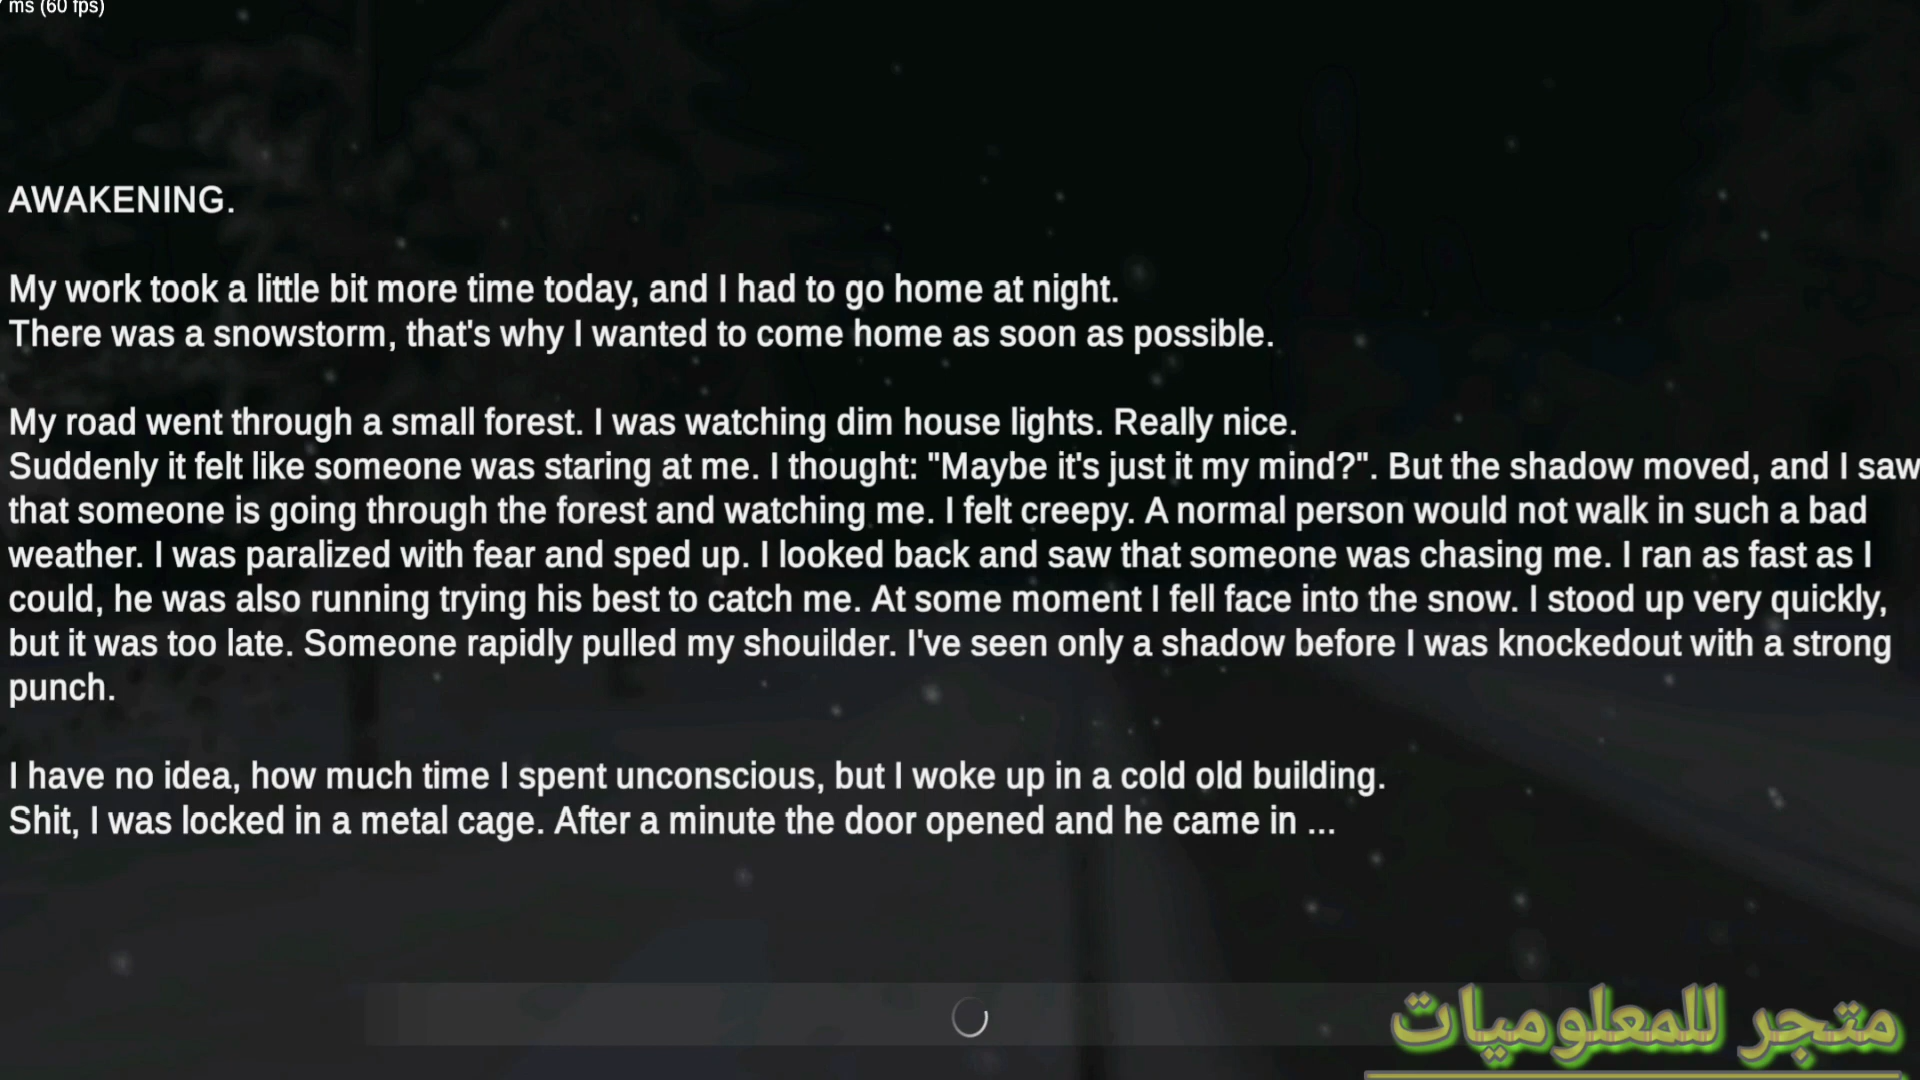 ms (60 fps)
AWAKENING.
My work took a little bit more time today, and I had to go home at night.
There was a snowstorm, that's why I wanted to come home as soon as possible.
My road went through a small forest. I was watching dim house lights. Really nice.
Suddenly it felt like someone was staring at me. I thought: "Maybe it's just it my mind?". But the shadow moved, and I saw
that someone is going through the forest and watching me. I felt creepy. A normal person would not walk in such a bad
weather. I was paralized with fear and sped up. I looked back and saw that someone was chasing me. I ran as fast as I
could, he was also running trying his best to catch me. At some moment I fell face into the snow. I stood up very quickly,
but it was too late. Someone rapidly pulled my shouilder. I've seen only a shadow before I was knockedout with a strong
punch.
I have no idea, how much time I spent unconscious, but I woke up in a cold old building.
Shit, I was locked in a metal cage. After a minute the door opened and he came in ...
متجر للمعلوميات